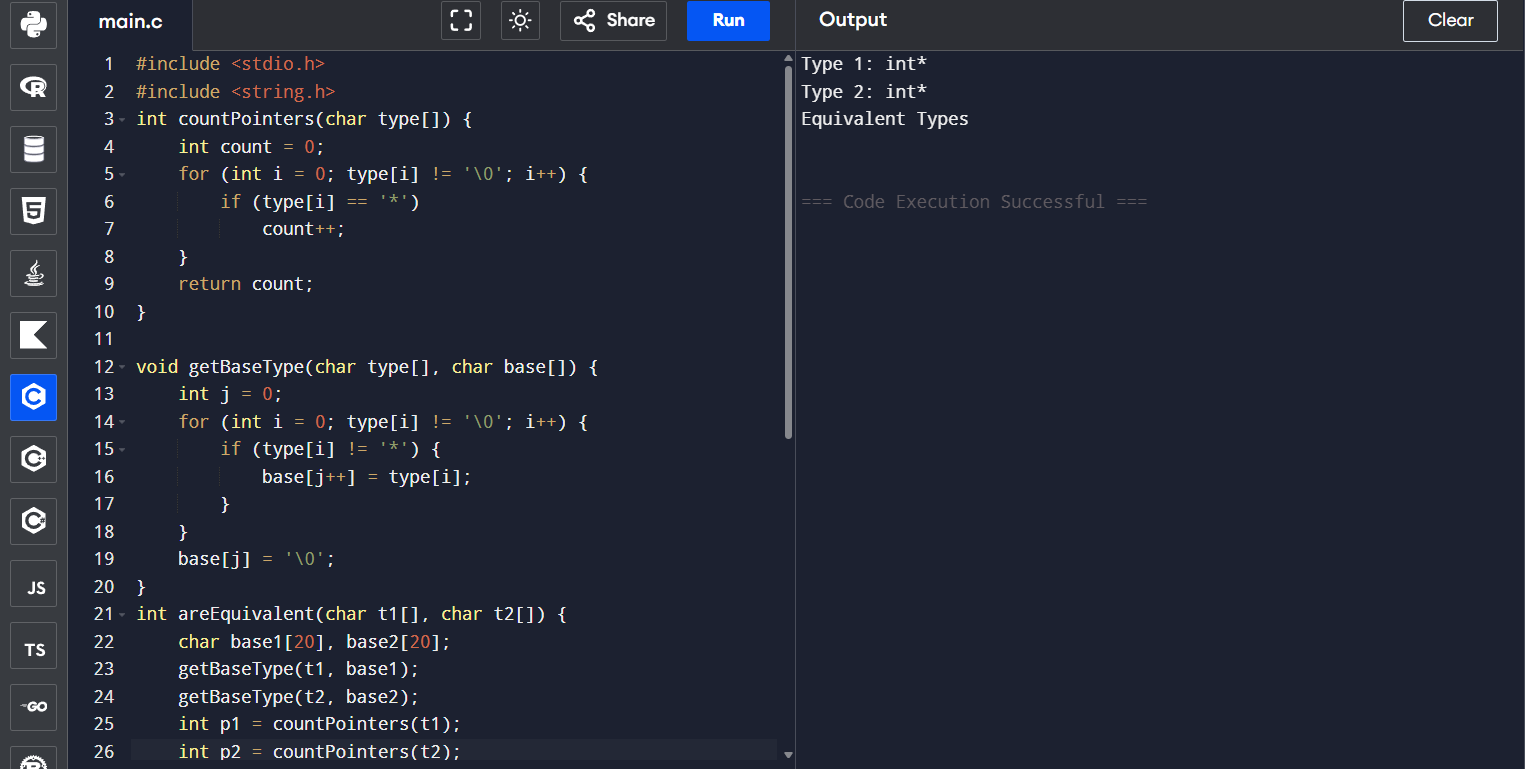 main.c
Share
Run
Output
Clear
1 #include <stdio.h>
2 #include <string.h>
3 int countPointers(char type[]) {
4     int count = 0;
5     for (int i = 0; type[i] != '\0'; i++) {
6         if (type[i] == '*')
7             count++;
8     }
9     return count;
10 }
11
12 void getBaseType(char type[], char base[]) {
13     int j = 0;
14     for (int i = 0; type[i] != '\0'; i++) {
15         if (type[i] != '*') {
16             base[j++] = type[i];
17         }
18     }
19     base[j] = '\0';
20 }
21 int areEquivalent(char t1[], char t2[]) {
22     char base1[20], base2[20];
23     getBaseType(t1, base1);
24     getBaseType(t2, base2);
25     int p1 = countPointers(t1);
26     int p2 = countPointers(t2);
Type 1: int*
Type 2: int*
Equivalent Types
=== Code Execution Successful ===
R
5
C
C
C
JS
TS
GO
R